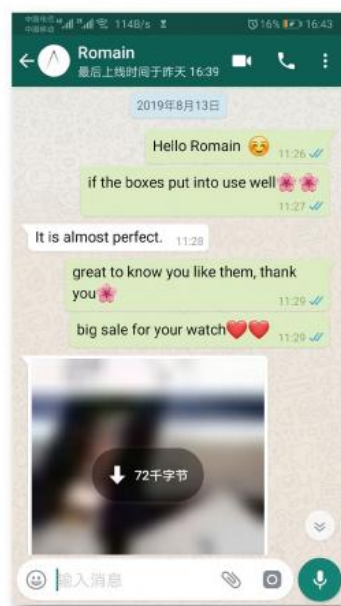 中国电信 114B/s 16% 16:43
中国移动
Romain
最后上线时间于昨天 16:39
2019年8月13日
Hello Romain 11:26
if the boxes put into use well
11:27
It is almost perfect. 11:28
great to know you like them, thank
you 11:29
big sale for your watch 11:29
72千字节
输入消息